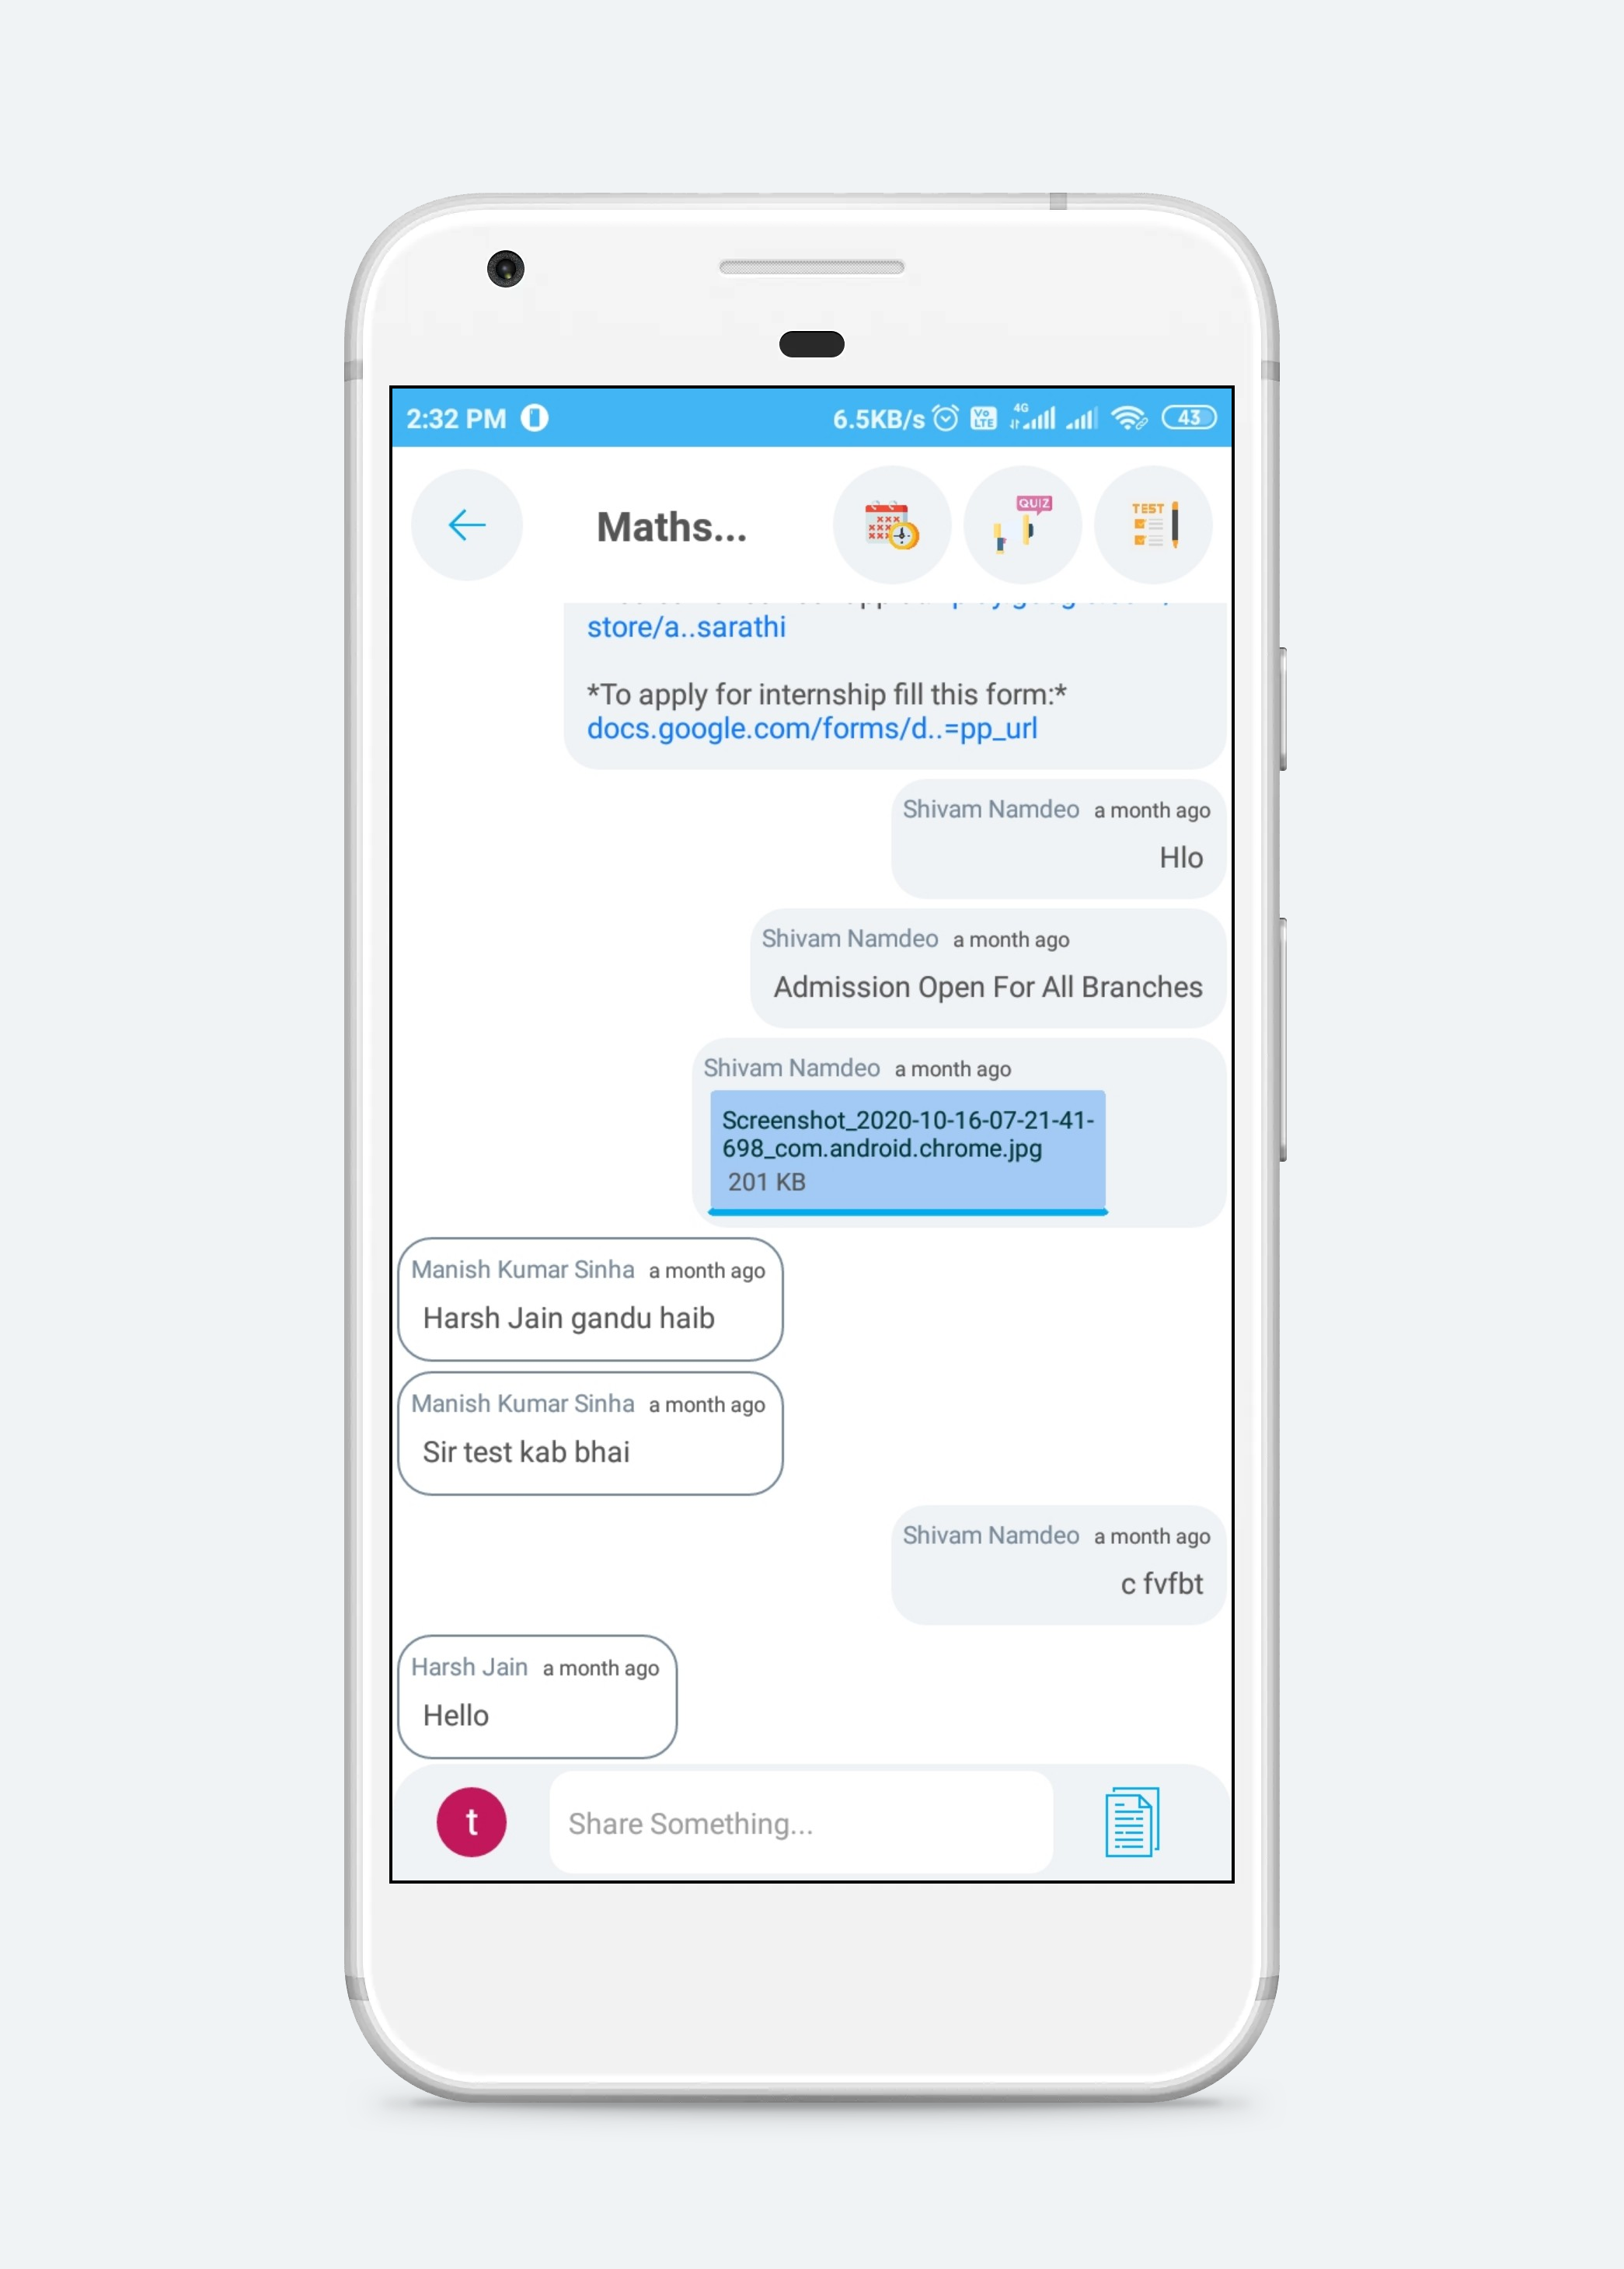 2:32 PM
6.5KB/s
Vo
LTE
4G
43
Maths...
QUIZ
TEST
store/a..sarathi
*To apply for internship fill this form:*
docs.google.com/forms/d..=pp_url
Shivam Namdeo a month ago
Hlo
Shivam Namdeo a month ago
Admission Open For All Branches
Shivam Namdeo a month ago
Screenshot_2020-10-16-07-21-41-
698_com.android.chrome.jpg
201 KB
Manish Kumar Sinha a month ago
Harsh Jain gandu haib
Manish Kumar Sinha a month ago
Sir test kab bhai
Shivam Namdeo a month ago
c fvfbt
Harsh Jain a month ago
Hello
t
Share Something...